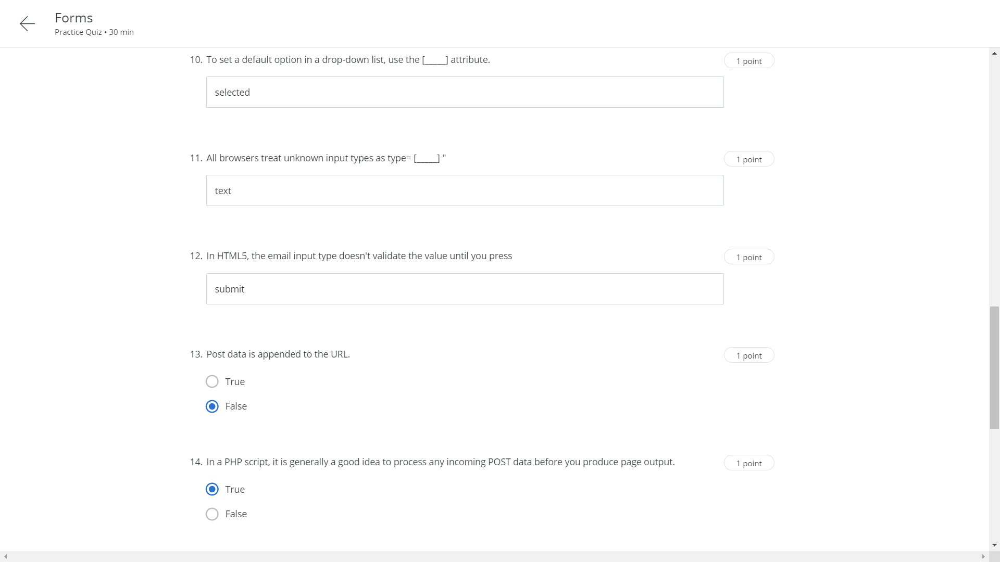 Forms
Practice Quiz • 30 min
10. To set a default option in a drop-down list, use the [_____] attribute.
1 point
selected
11. All browsers treat unknown input types as type= [_____] "
1 point
text
12. In HTML5, the email input type doesn't validate the value until you press
1 point
submit
13. Post data is appended to the URL.
1 point
True
False
14. In a PHP script, it is generally a good idea to process any incoming POST data before you produce page output.
1 point
True
False